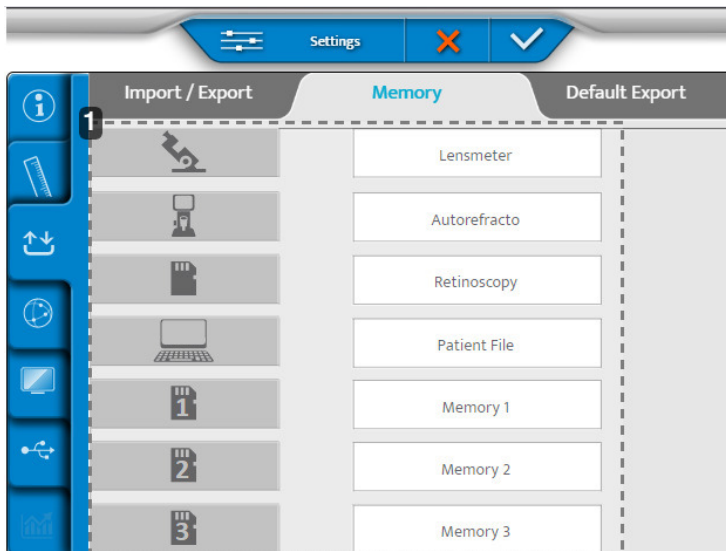 Settings
Import / Export
Memory
Default Export
1
Lensmeter
Autorefracto
Retinoscopy
Patient File
1
Memory 1
2
Memory 2
3
Memory 3